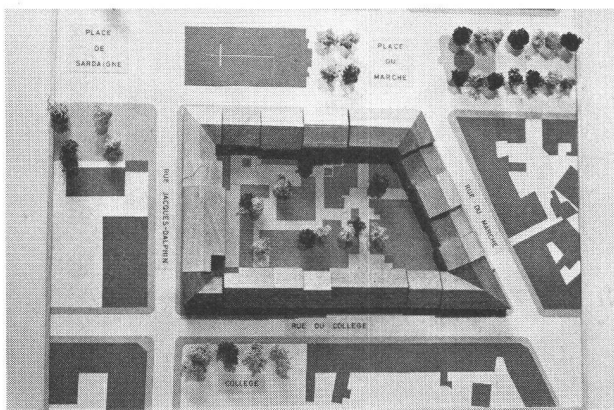 PLACE
DE
SARDAIGNE
PLACE
DU
MARCHE
RUE JACQUES-DALPHIN
RUE DU MARCHE
RUE DU COLLEGE
COLLEGE